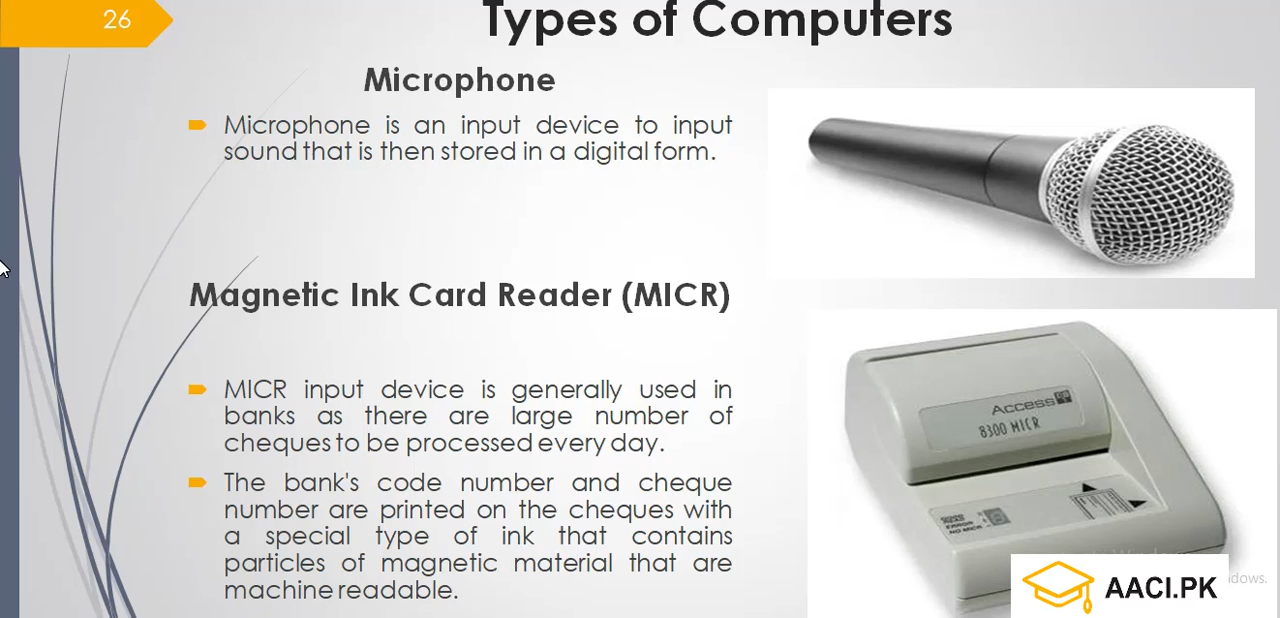 26
Types of Computers
Microphone
Microphone is an input device to input
sound that is then stored in a digital form.
Magnetic Ink Card Reader (MICR)
MICR input device is generally used in
banks as there are large number of
cheques to be processed every day.
The bank's code number and cheque
number are printed on the cheques with
a special type of ink that contains
particles of magnetic material that are
machine readable.
Access
8300 MICR
ERROR
NO MICR
AACI.PK